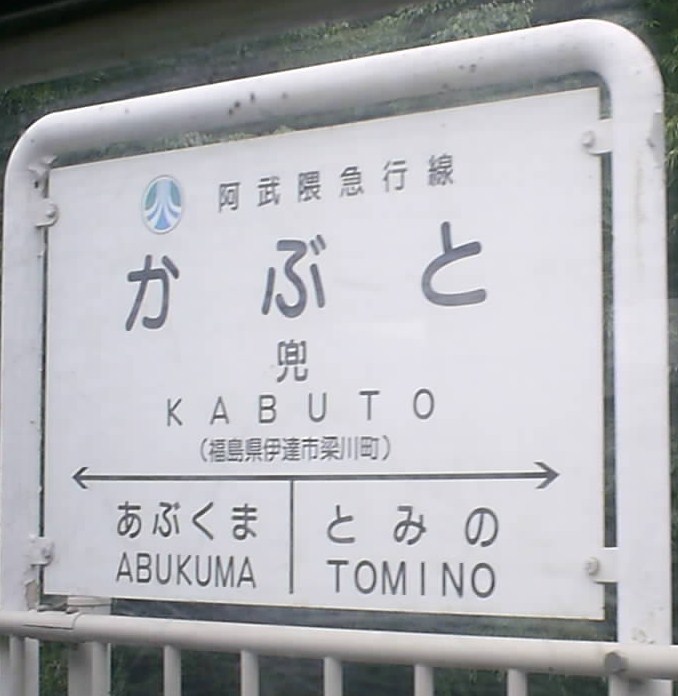 阿武隈急行線
かぶと
兜
KABUTO
（福島県伊達市梁川町）
あぶくま とみの
ABUKUMA TOMINO